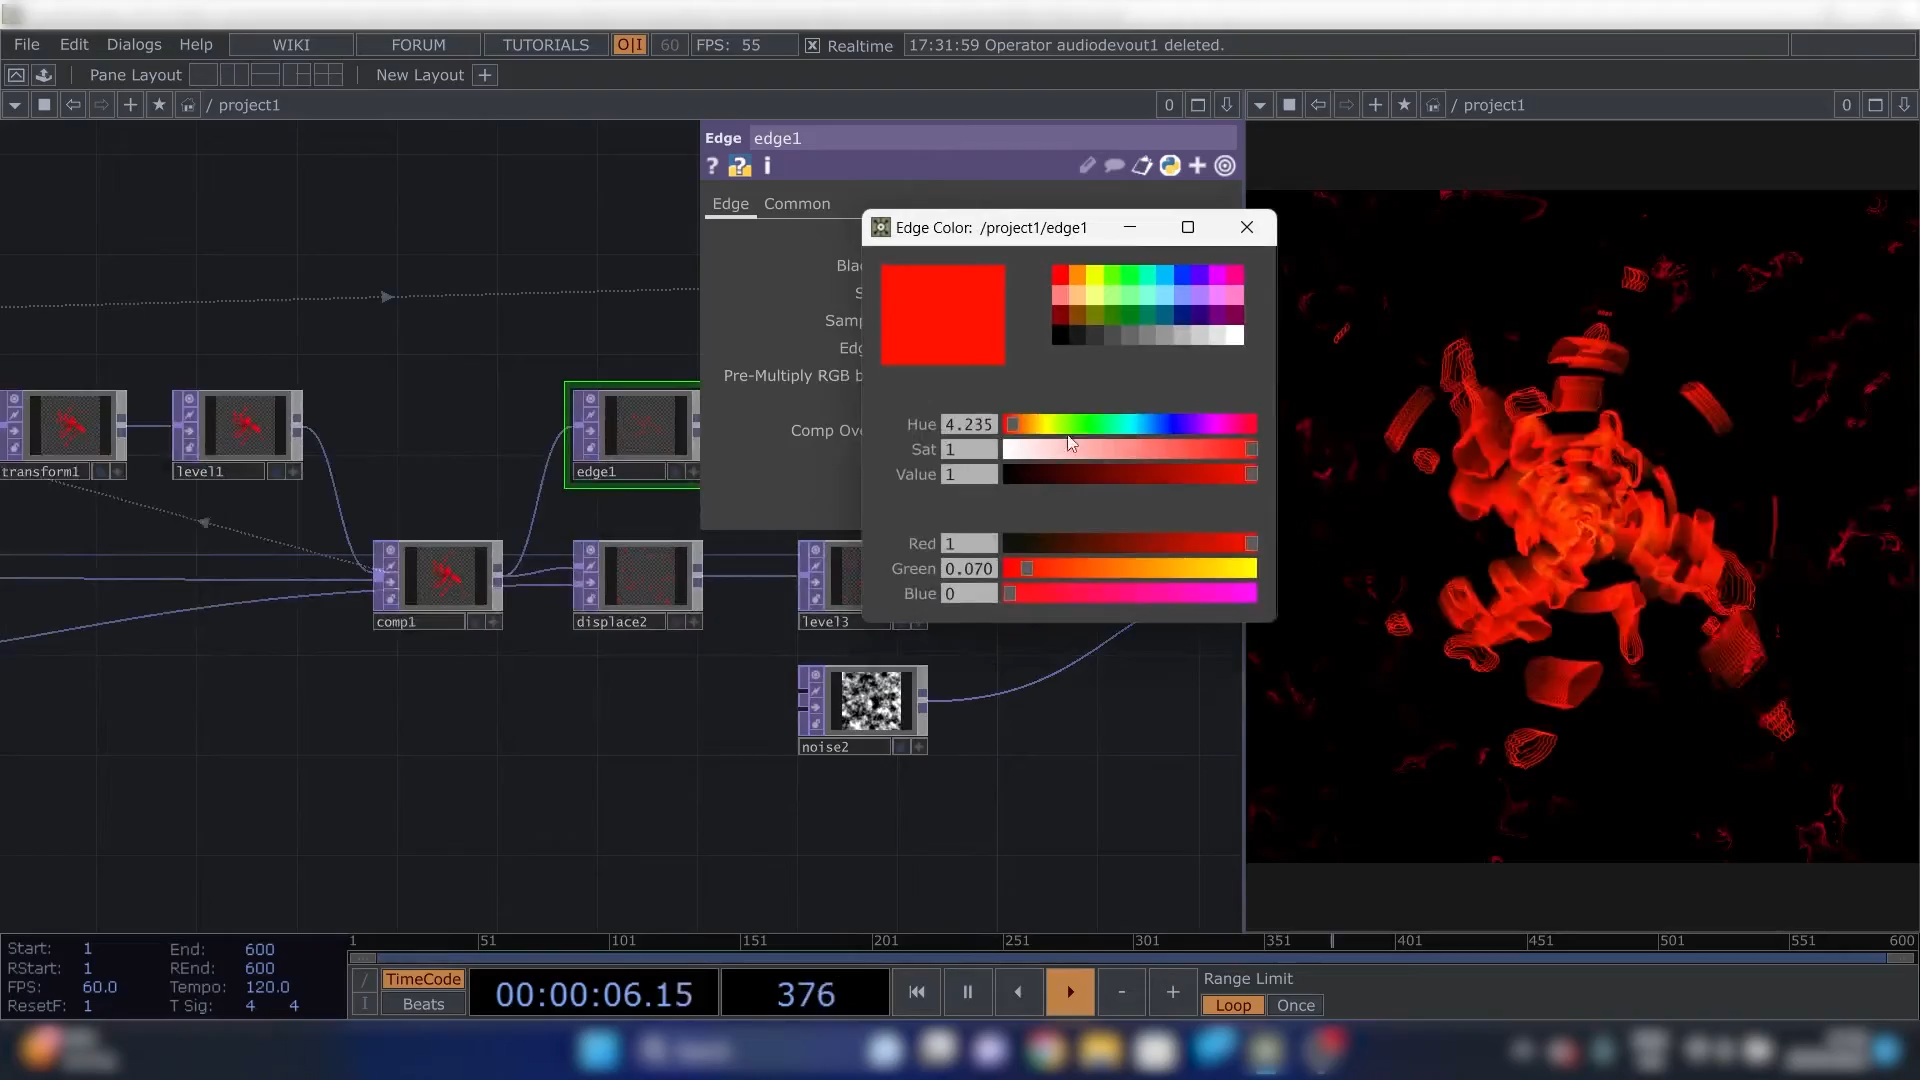 File Edit Dialogs Help WIKI FORUM TUTORIALS O|I 60 FPS: 55 Realtime 17:31:59 Operator audiodevout1 deleted.
Pane Layout New Layout +
/ project1 0 / project1 0
Edge edge1
? ? i
Edge Common
Edge Color: /project1/edge1
Blac
S
Samp
Edg
Pre-Multiply RGB b
Comp Ove
Hue 4.235
Sat 1
Value 1
Red 1
Green 0.070
Blue 0
transform1 level1 edge1
comp1 displace2 level3
noise2
1 51 101 151 201 251 301 351 401 451 501 551 600
Start: 1 End: 600
RStart: 1 REnd: 600
FPS: 60.0 Tempo: 120.0
ResetF: 1 T Sig: 4 4
/ TimeCode
I Beats
00:00:06.15 376 - +
Range Limit
Loop Once